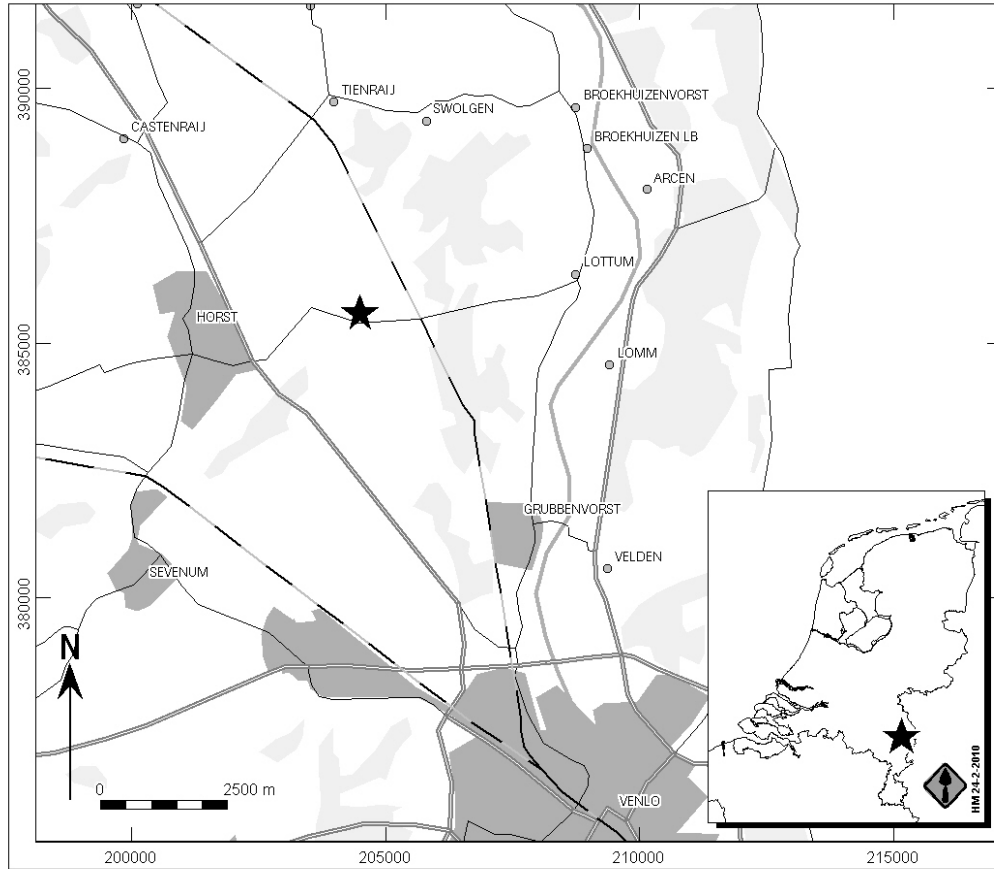 390000
385000
380000
TIENRAIJ
SWOLGEN
BROEKHUIZENVORST
CASTENRAIJ
BROEKHUIZEN LB
ARCEN
LOTTUM
HORST
LOMM
GRUBBENVORST
VELDEN
SEVENUM
N
0 2500 m
VENLO
HM 24-2-2010
200000 205000 210000 215000